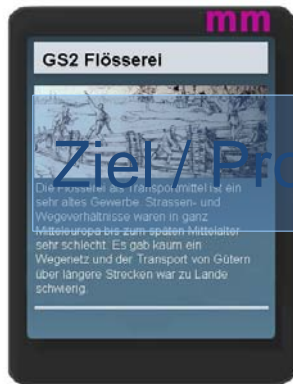 mm
GS2 Flösserei
Ziel / Pro
Die Flösserei als Transportmittel ist ein
sehr altes Gewerbe. Strassen- und
Wegeverhältnisse waren in ganz
Mitteleuropa bis zum späten Mittelalter
sehr schlecht. Es gab kaum ein
Wegenetz und der Transport von Gütern
über längere Strecken war zu Lande
schwierig.